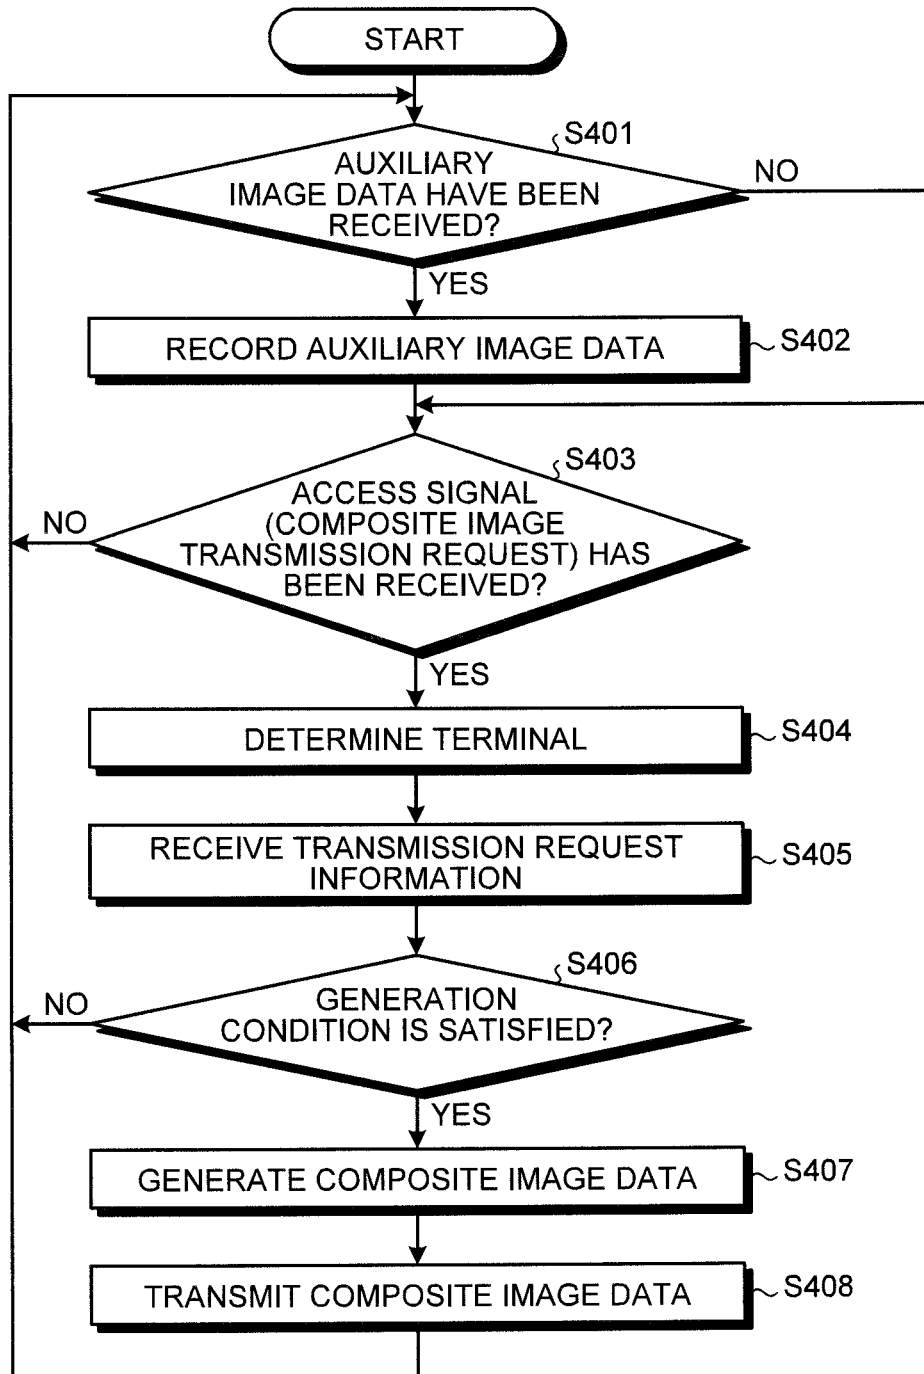 START
S401
AUXILIARY
IMAGE DATA HAVE BEEN
RECEIVED?
NO
YES
RECORD AUXILIARY IMAGE DATA
S402
S403
ACCESS SIGNAL
(COMPOSITE IMAGE
TRANSMISSION REQUEST) HAS
BEEN RECEIVED?
NO
YES
DETERMINE TERMINAL
S404
RECEIVE TRANSMISSION REQUEST
INFORMATION
S405
S406
GENERATION
CONDITION IS SATISFIED?
NO
YES
GENERATE COMPOSITE IMAGE DATA
S407
TRANSMIT COMPOSITE IMAGE DATA
S408